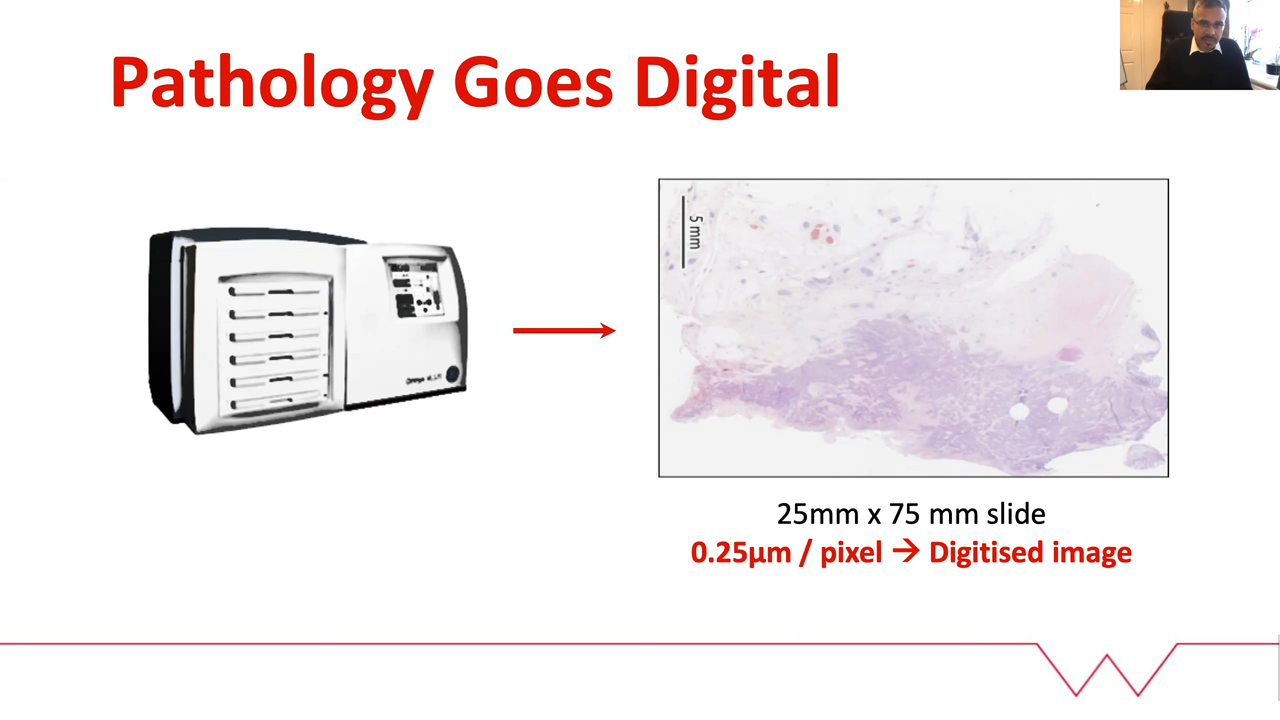 Pathology Goes Digital
5 mm
25mm x 75 mm slide
0.25µm / pixel → Digitised image